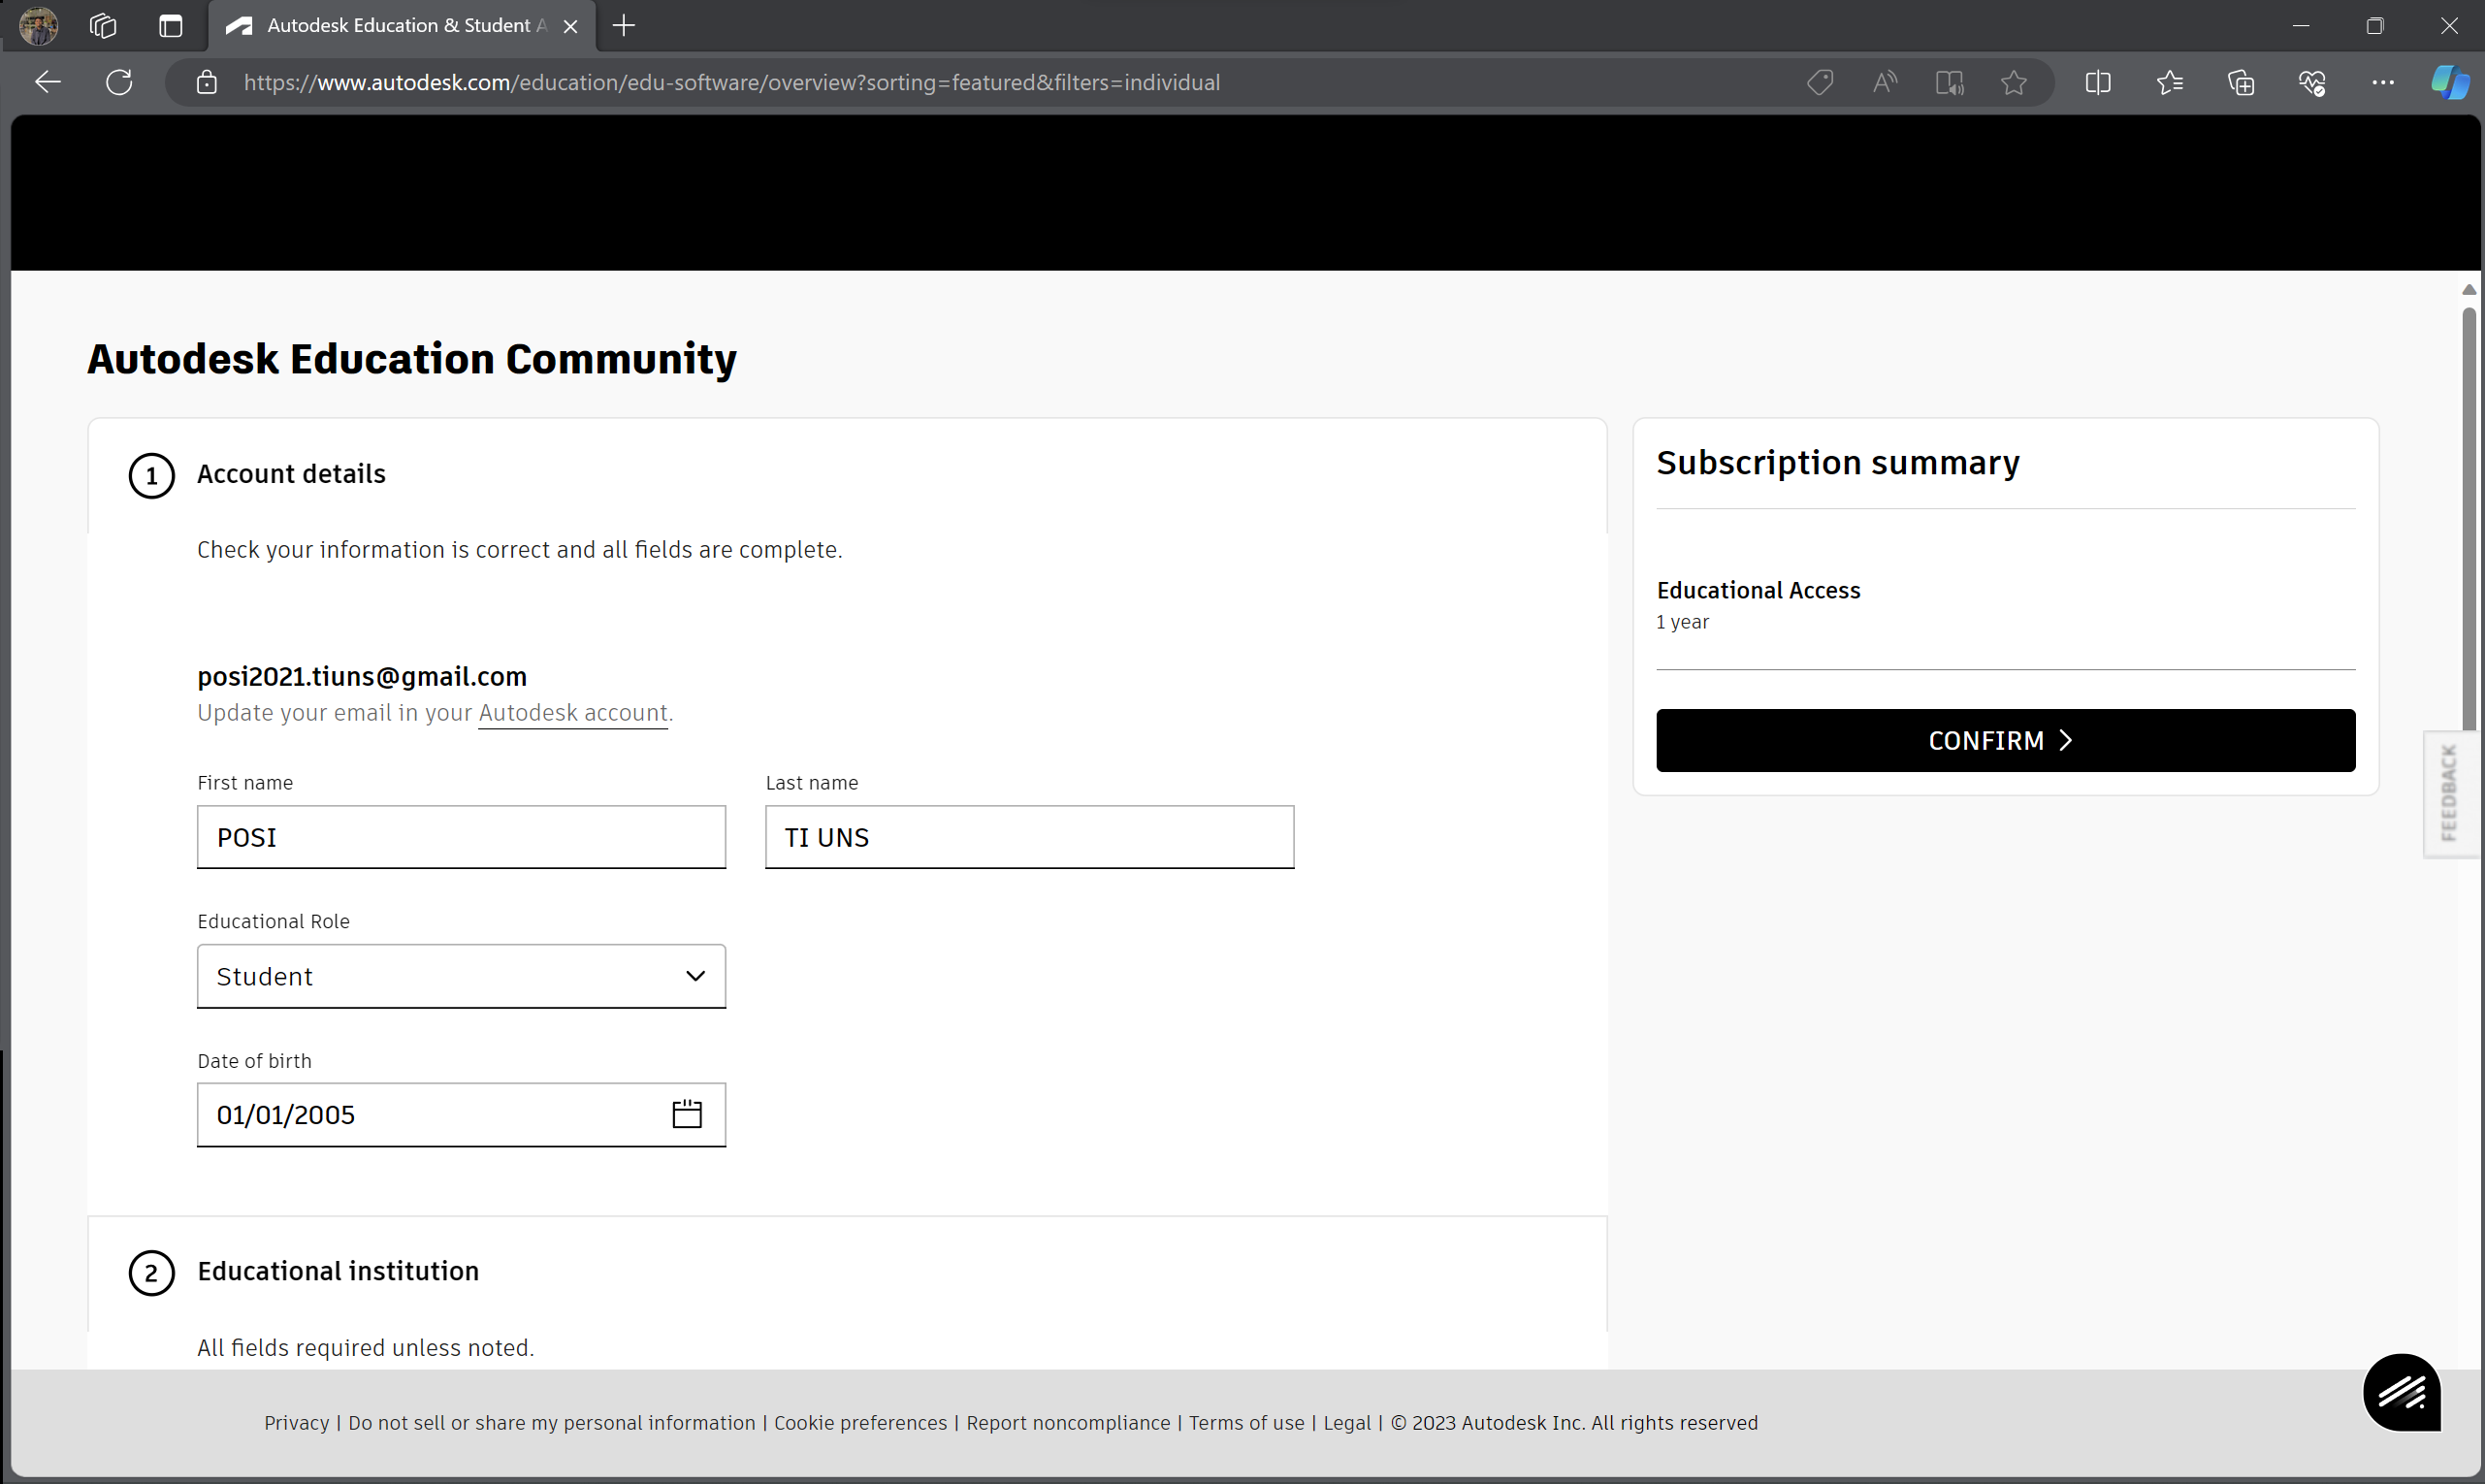 Autodesk Education & Student A
https://www.autodesk.com/education/edu-software/overview?sorting=featured&filters=individual
Autodesk Education Community
1 Account details
Check your information is correct and all fields are complete.
posi2021.tiuns@gmail.com
Update your email in your Autodesk account.
First name
POSI
Last name
TI UNS
Educational Role
Student
Date of birth
01/01/2005
2 Educational institution
All fields required unless noted.
Subscription summary
Educational Access
1 year
CONFIRM
FEEDBACK
Privacy | Do not sell or share my personal information | Cookie preferences | Report noncompliance | Terms of use | Legal | © 2023 Autodesk Inc. All rights reserved